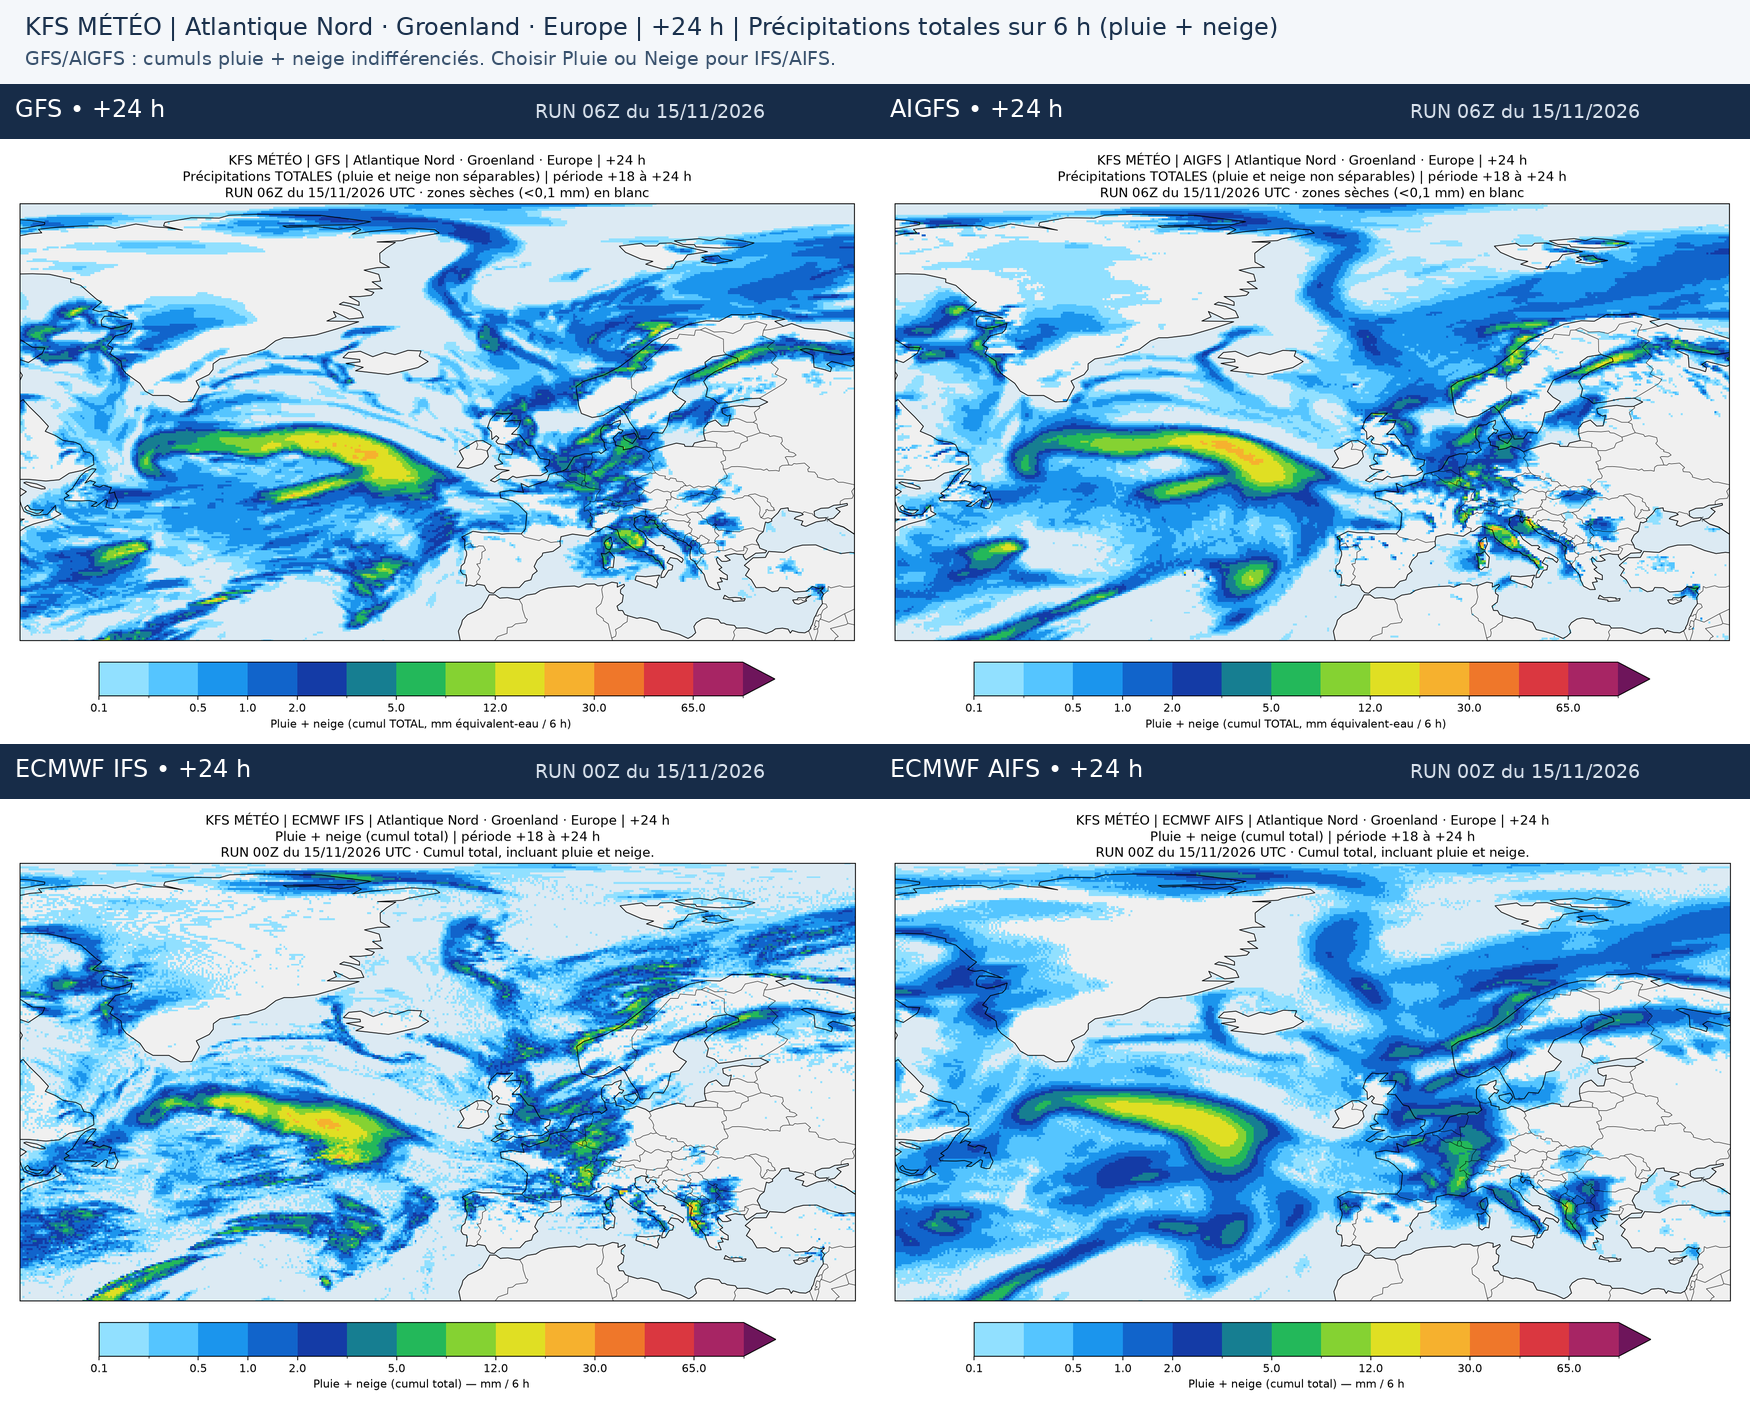 KFS MÉTÉO | Atlantique Nord · Groenland · Europe | +24 h | Précipitations totales sur 6 h (pluie + neige)
GFS/AIGFS : cumuls pluie + neige indifférenciés. Choisir Pluie ou Neige pour IFS/AIFS.
GFS • +24 h
RUN 06Z du 15/11/2026
AIGFS • +24 h
RUN 06Z du 15/11/2026
KFS MÉTÉO | GFS | Atlantique Nord · Groenland · Europe | +24 h
Précipitations TOTALES (pluie et neige non séparables) | période +18 à +24 h
RUN 06Z du 15/11/2026 UTC · zones sèches (<0,1 mm) en blanc
KFS MÉTÉO | AIGFS | Atlantique Nord · Groenland · Europe | +24 h
Précipitations TOTALES (pluie et neige non séparables) | période +18 à +24 h
RUN 06Z du 15/11/2026 UTC · zones sèches (<0,1 mm) en blanc
0.1 0.5 1.0 2.0 5.0 12.0 30.0 65.0
Pluie + neige (cumul TOTAL, mm équivalent-eau / 6 h)
0.1 0.5 1.0 2.0 5.0 12.0 30.0 65.0
Pluie + neige (cumul TOTAL, mm équivalent-eau / 6 h)
ECMWF IFS • +24 h
RUN 00Z du 15/11/2026
ECMWF AIFS • +24 h
RUN 00Z du 15/11/2026
KFS MÉTÉO | ECMWF IFS | Atlantique Nord · Groenland · Europe | +24 h
Pluie + neige (cumul total) | période +18 à +24 h
RUN 00Z du 15/11/2026 UTC · Cumul total, incluant pluie et neige.
KFS MÉTÉO | ECMWF AIFS | Atlantique Nord · Groenland · Europe | +24 h
Pluie + neige (cumul total) | période +18 à +24 h
RUN 00Z du 15/11/2026 UTC · Cumul total, incluant pluie et neige.
0.1 0.5 1.0 2.0 5.0 12.0 30.0 65.0
Pluie + neige (cumul total) — mm / 6 h
0.1 0.5 1.0 2.0 5.0 12.0 30.0 65.0
Pluie + neige (cumul total) — mm / 6 h